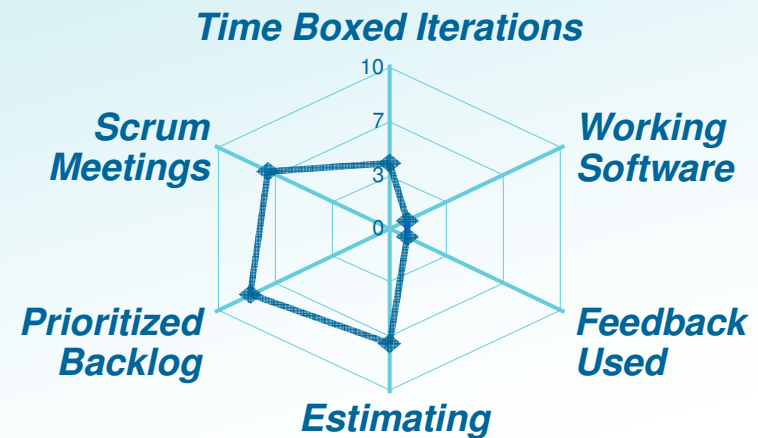 Time Boxed Iterations
10
7
3
0
Scrum
Meetings
Working
Software
Prioritized
Backlog
Feedback
Used
Estimating